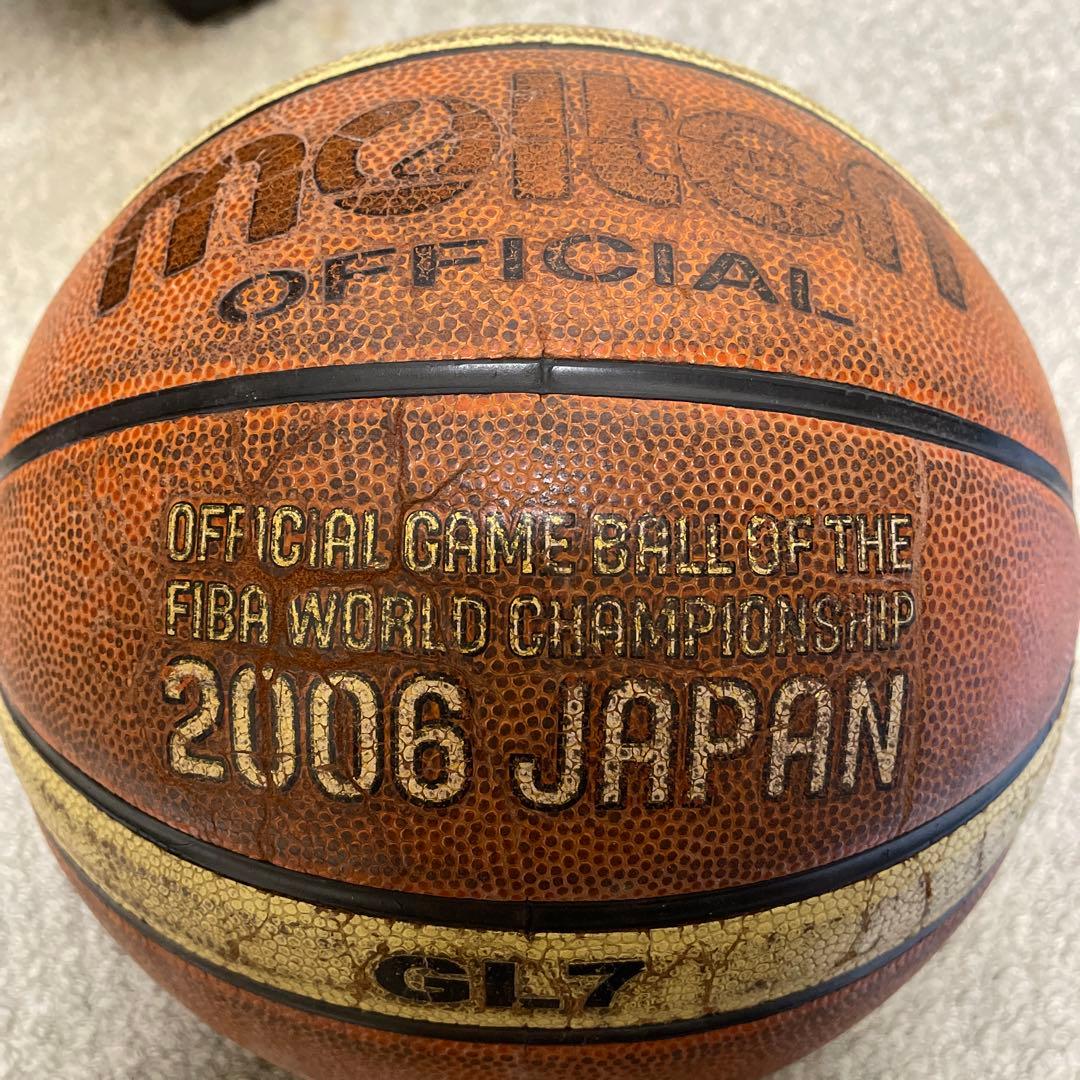 molten
OFFICIAL
OFFICIAL GAME BALL OF THE
FIBA WORLD CHAMPIONSHIP
2006 JAPAN
GL7